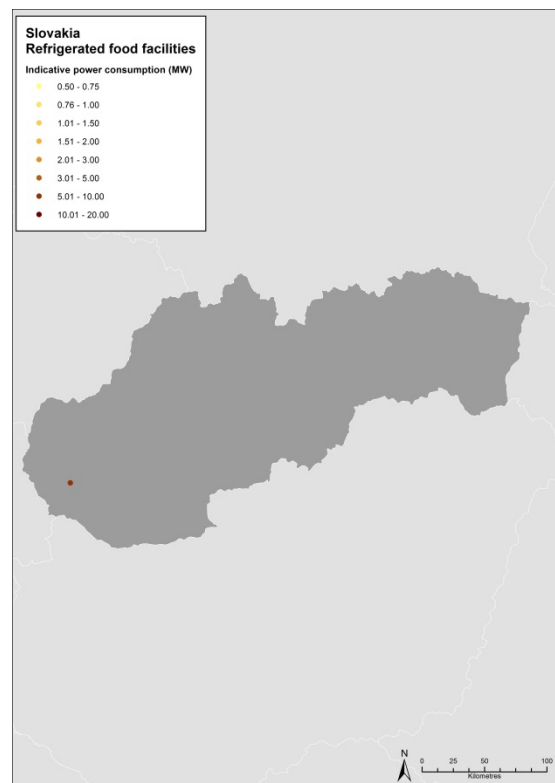 Slovakia
Refrigerated food facilities
Indicative power consumption (MW)
0.50 - 0.75
0.76 - 1.00
1.01 - 1.50
1.51 - 2.00
2.01 - 3.00
3.01 - 5.00
5.01 - 10.00
10.01 - 20.00
N
0 25 50 100
Kilometres